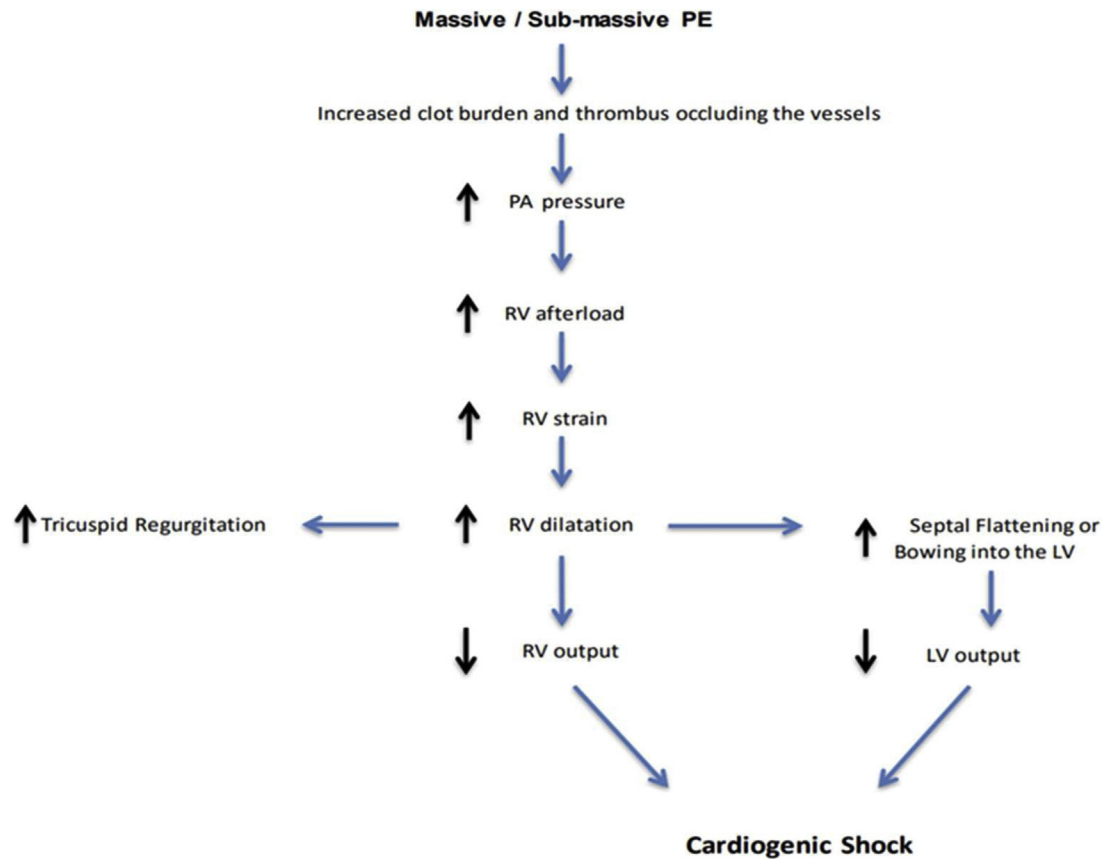 Massive / Sub-massive PE
Increased clot burden and thrombus occluding the vessels
PA pressure
RV afterload
RV strain
Tricuspid Regurgitation
RV dilatation
Septal Flattening or
Bowing into the LV
RV output
LV output
Cardiogenic Shock